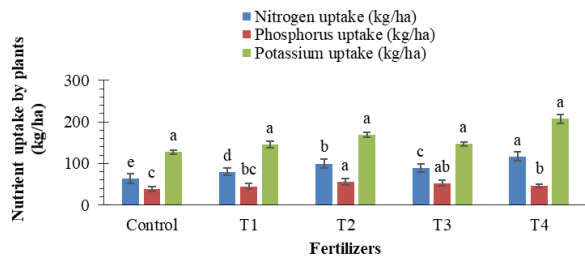 Nitrogen uptake (kg/ha)
Phosphorus uptake (kg/ha)
Potassium uptake (kg/ha)
Nutrient uptake by plants
(kg/ha)
300
200
100
0
e c a
d bc a
b a a
c ab a
a b a
Control T1 T2 T3 T4
Fertilizers